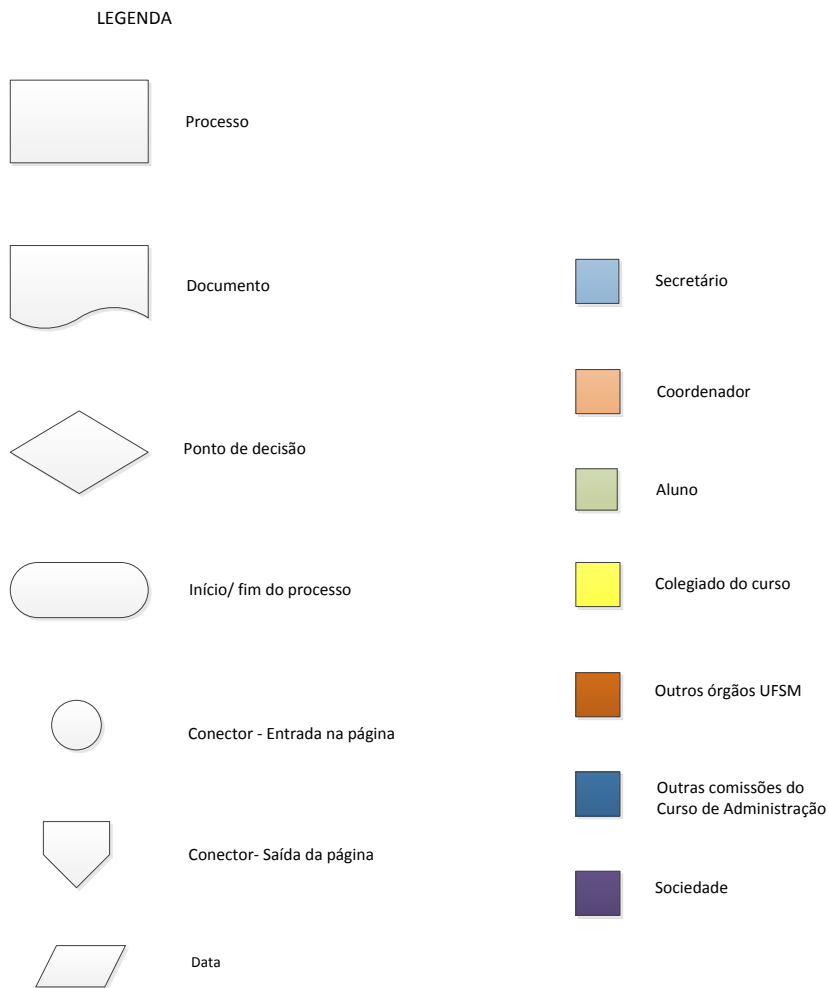 LEGENDA
Processo
Documento
Ponto de decisão
Início/ fim do processo
Conector - Entrada na página
Conector- Saída da página
Data
Secretário
Coordenador
Aluno
Colegiado do curso
Outros órgãos UFSM
Outras comissões do
Curso de Administração
Sociedade